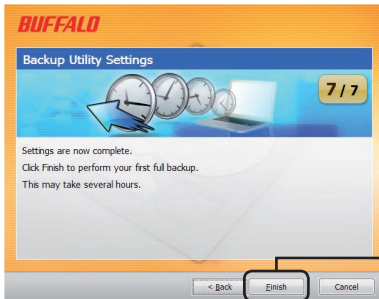 BUFFALO
Backup Utility Settings
7 / 7
Settings are now complete.
Click Finish to perform your first full backup.
This may take several hours.
< Back
Finish
Cancel